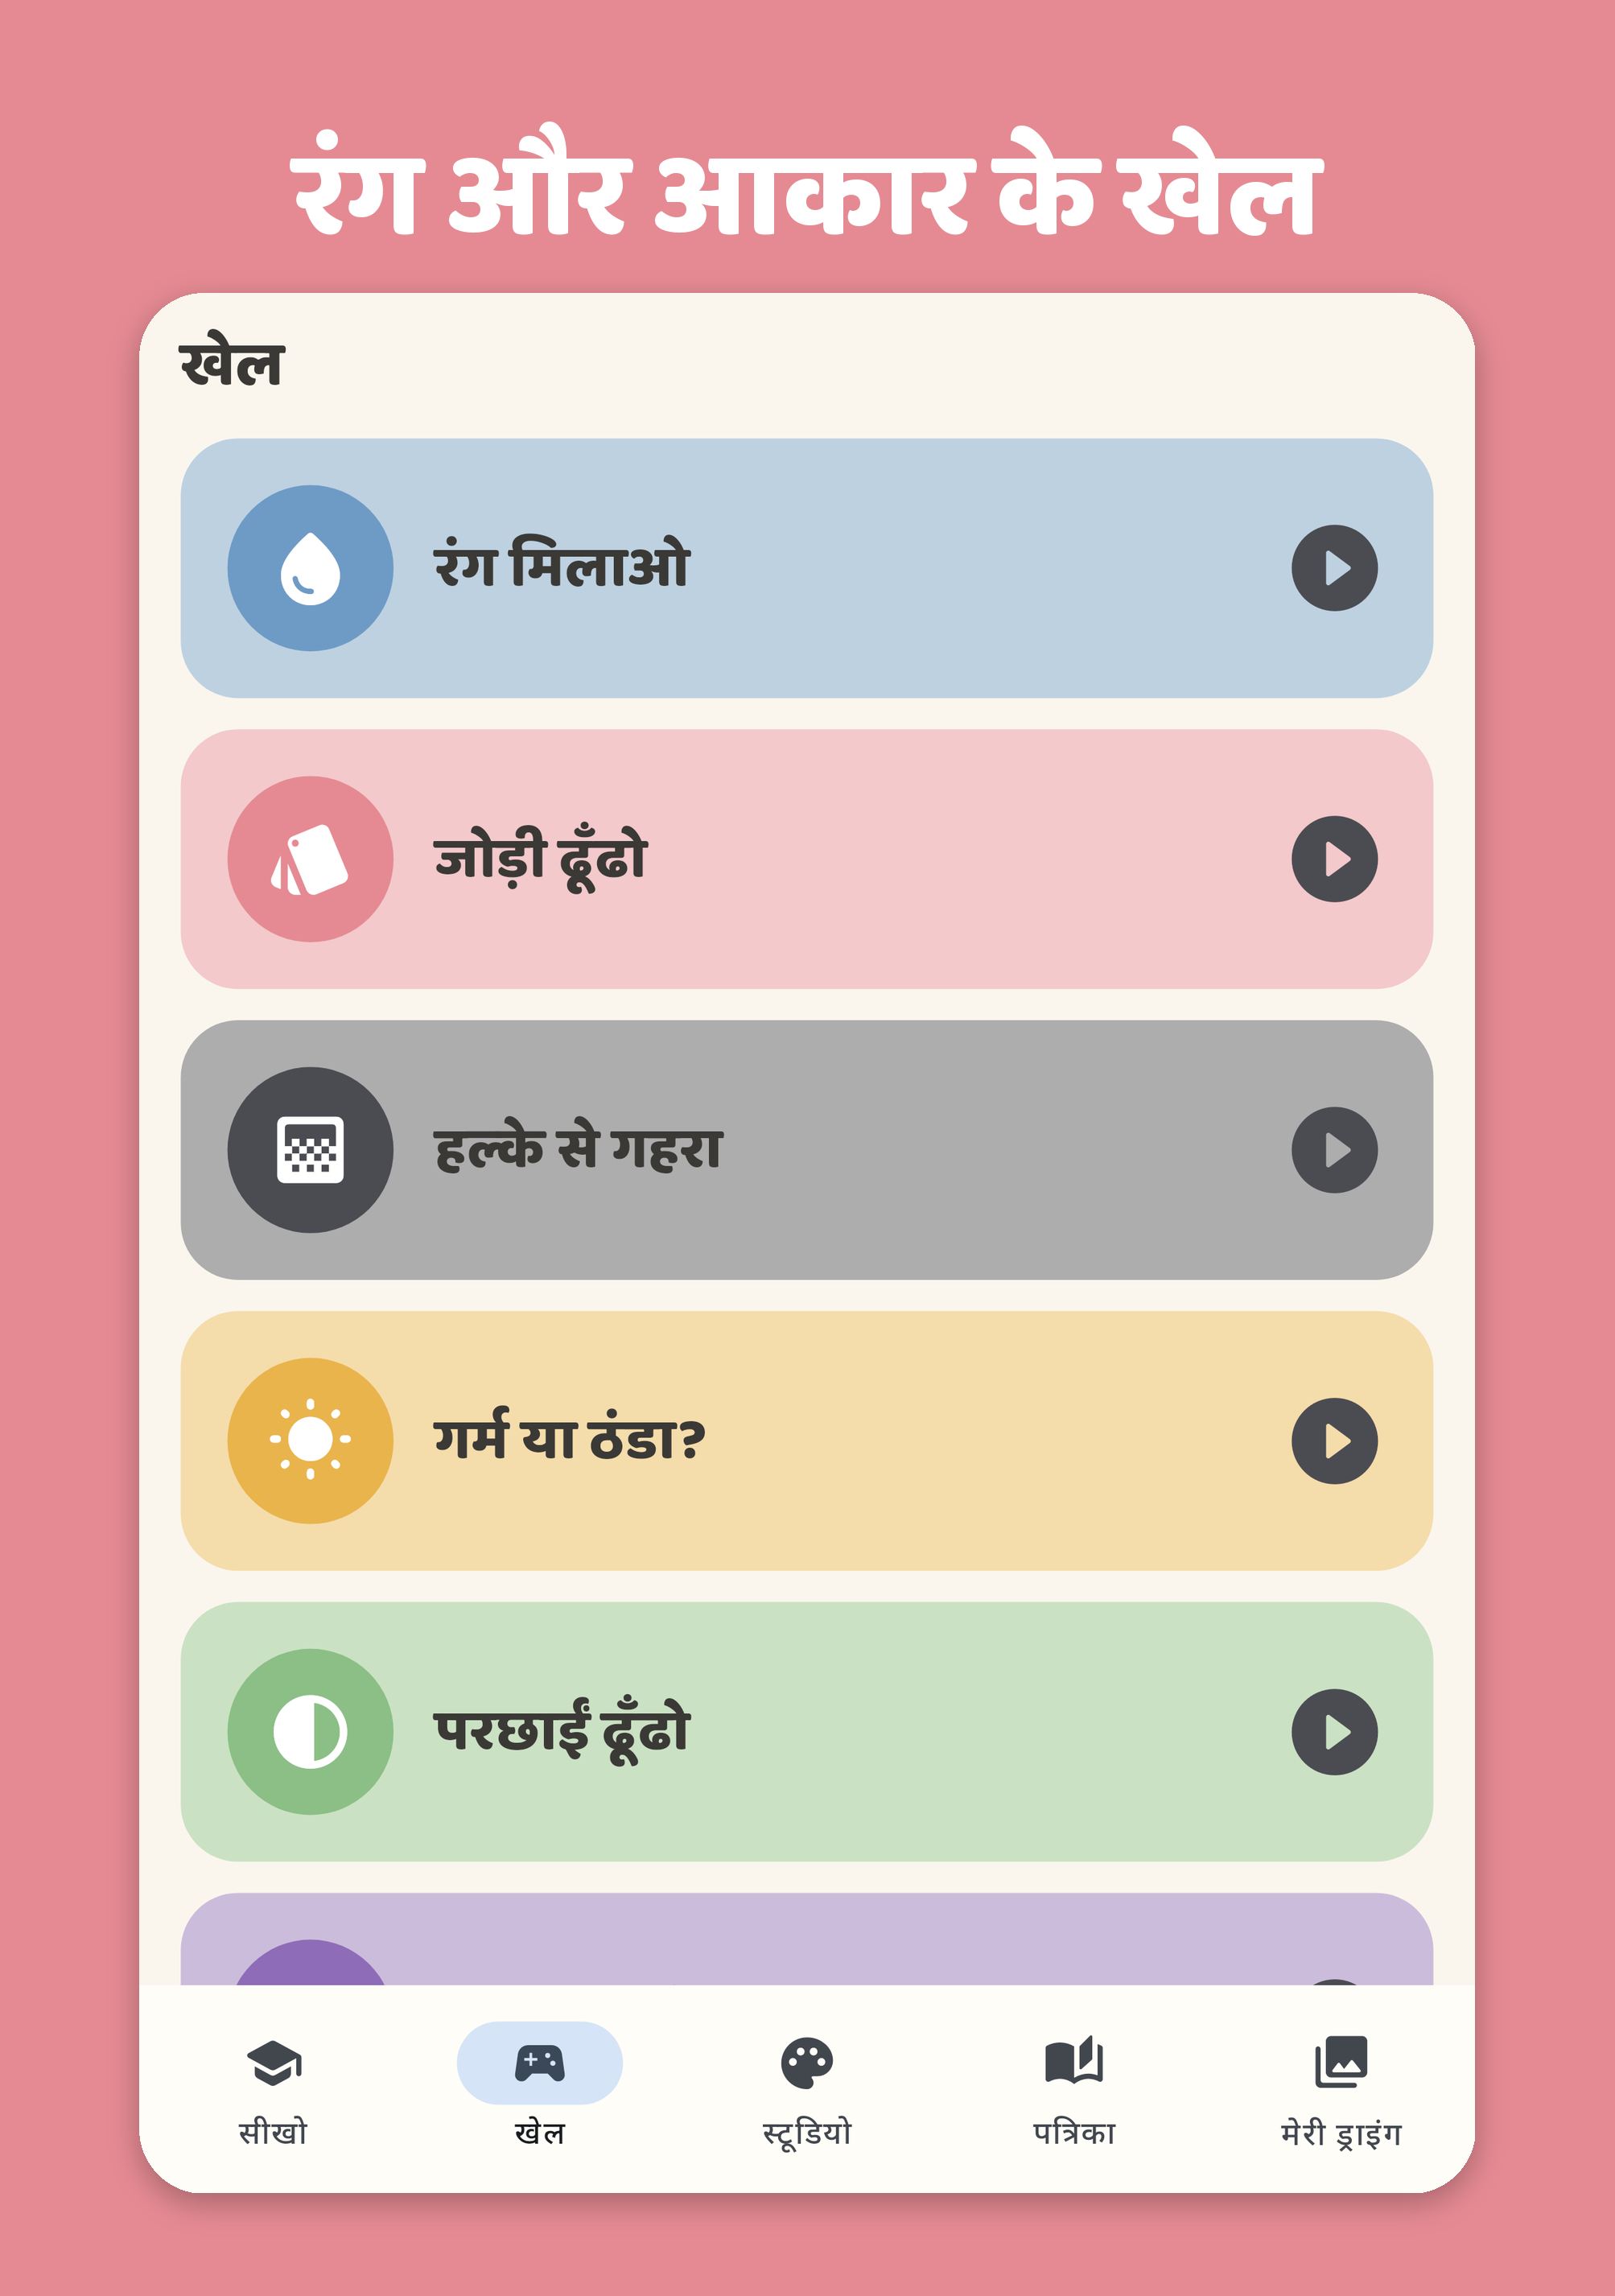 रंग और आकार के खेल
खेल
रंग मिलाओ
जोड़ी ढूँढो
हल्के से गहरा
गर्म या ठंडा?
परछाईं ढूँढो
सीखो
खेल
स्टूडियो
पत्रिका
मेरी ड्राइंग